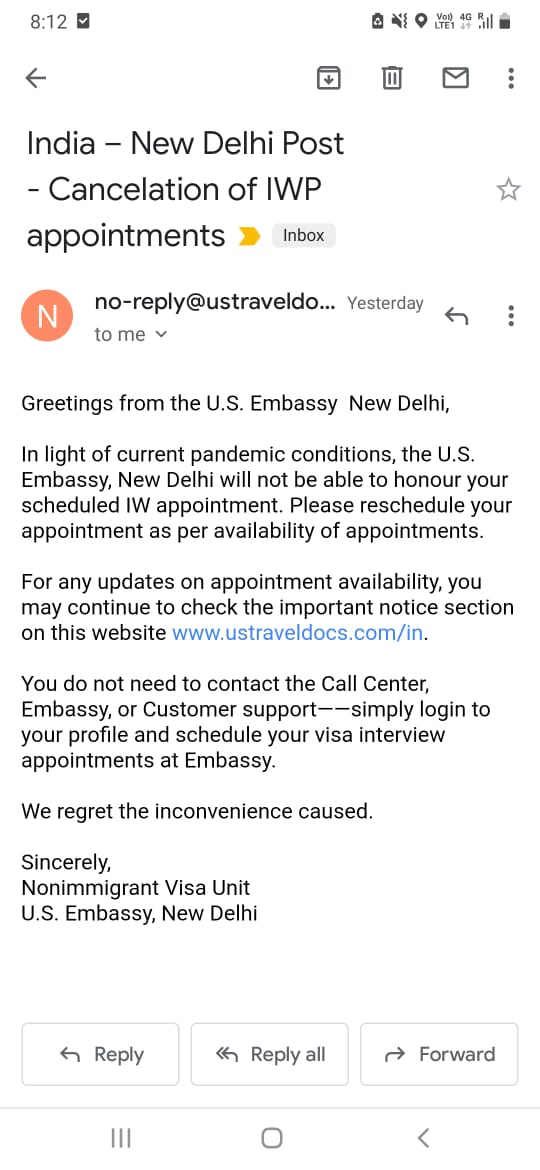 8:12
Vo)) 4G R
LTE1
India – New Delhi Post
- Cancelation of IWP
appointments Inbox
N
no-reply@ustraveldo... Yesterday
to me
Greetings from the U.S. Embassy  New Delhi,
In light of current pandemic conditions, the U.S.
Embassy, New Delhi will not be able to honour your
scheduled IW appointment. Please reschedule your
appointment as per availability of appointments.
For any updates on appointment availability, you
may continue to check the important notice section
on this website www.ustraveldocs.com/in.
You do not need to contact the Call Center,
Embassy, or Customer support——simply login to
your profile and schedule your visa interview
appointments at Embassy.
We regret the inconvenience caused.
Sincerely,
Nonimmigrant Visa Unit
U.S. Embassy, New Delhi
Reply Reply all Forward